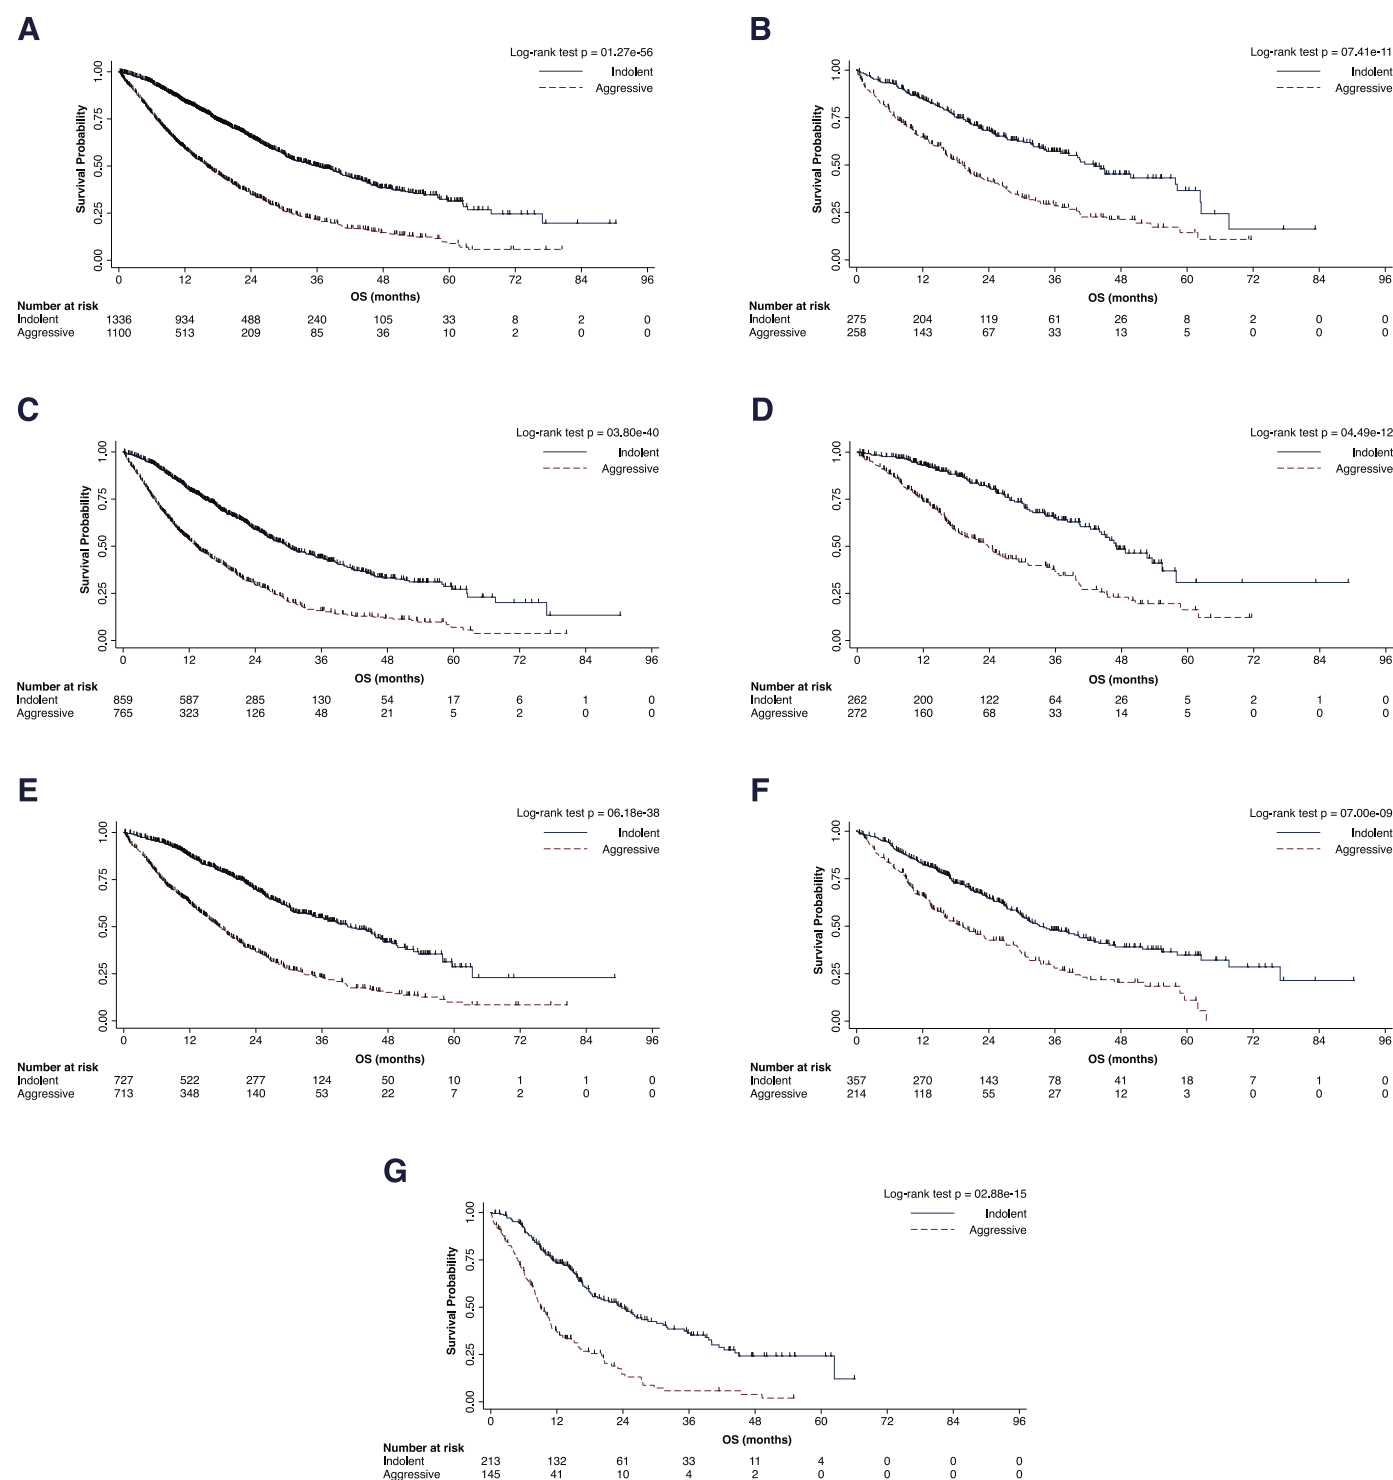 A
Log-rank test p = 01.27e-56
Indolent
Aggressive
Survival Probability
1.00
0.75
0.50
0.25
0.00
0 12 24 36 48 60 72 84 96
OS (months)
Number at risk
Indolent 1336 934 488 240 105 33 8 2 0
Aggressive 1100 513 209 85 36 10 2 0 0
B
Log-rank test p = 07.41e-11
Indolent
Aggressive
Survival Probability
1.00
0.75
0.50
0.25
0.00
0 12 24 36 48 60 72 84 96
OS (months)
Number at risk
Indolent 275 204 119 61 26 8 2 0 0
Aggressive 258 143 67 33 13 5 0 0 0
C
Log-rank test p = 03.80e-40
Indolent
Aggressive
Survival Probability
1.00
0.75
0.50
0.25
0.00
0 12 24 36 48 60 72 84 96
OS (months)
Number at risk
Indolent 859 587 285 130 54 17 6 1 0
Aggressive 765 323 126 48 21 5 2 0 0
D
Log-rank test p = 04.49e-12
Indolent
Aggressive
Survival Probability
1.00
0.75
0.50
0.25
0.00
0 12 24 36 48 60 72 84 96
OS (months)
Number at risk
Indolent 262 200 122 64 26 5 2 1 0
Aggressive 272 160 68 33 14 5 0 0 0
E
Log-rank test p = 06.18e-38
Indolent
Aggressive
Survival Probability
1.00
0.75
0.50
0.25
0.00
0 12 24 36 48 60 72 84 96
OS (months)
Number at risk
Indolent 727 522 277 124 50 10 1 1 0
Aggressive 713 348 140 53 22 7 2 0 0
F
Log-rank test p = 07.00e-09
Indolent
Aggressive
Survival Probability
1.00
0.75
0.50
0.25
0.00
0 12 24 36 48 60 72 84 96
OS (months)
Number at risk
Indolent 357 270 143 78 41 18 7 1 0
Aggressive 214 118 55 27 12 3 0 0 0
G
Log-rank test p = 02.88e-15
Indolent
Aggressive
Survival Probability
1.00
0.75
0.50
0.25
0.00
0 12 24 36 48 60 72 84 96
OS (months)
Number at risk
Indolent 213 132 61 33 11 4 0 0 0
Aggressive 145 41 10 4 2 0 0 0 0